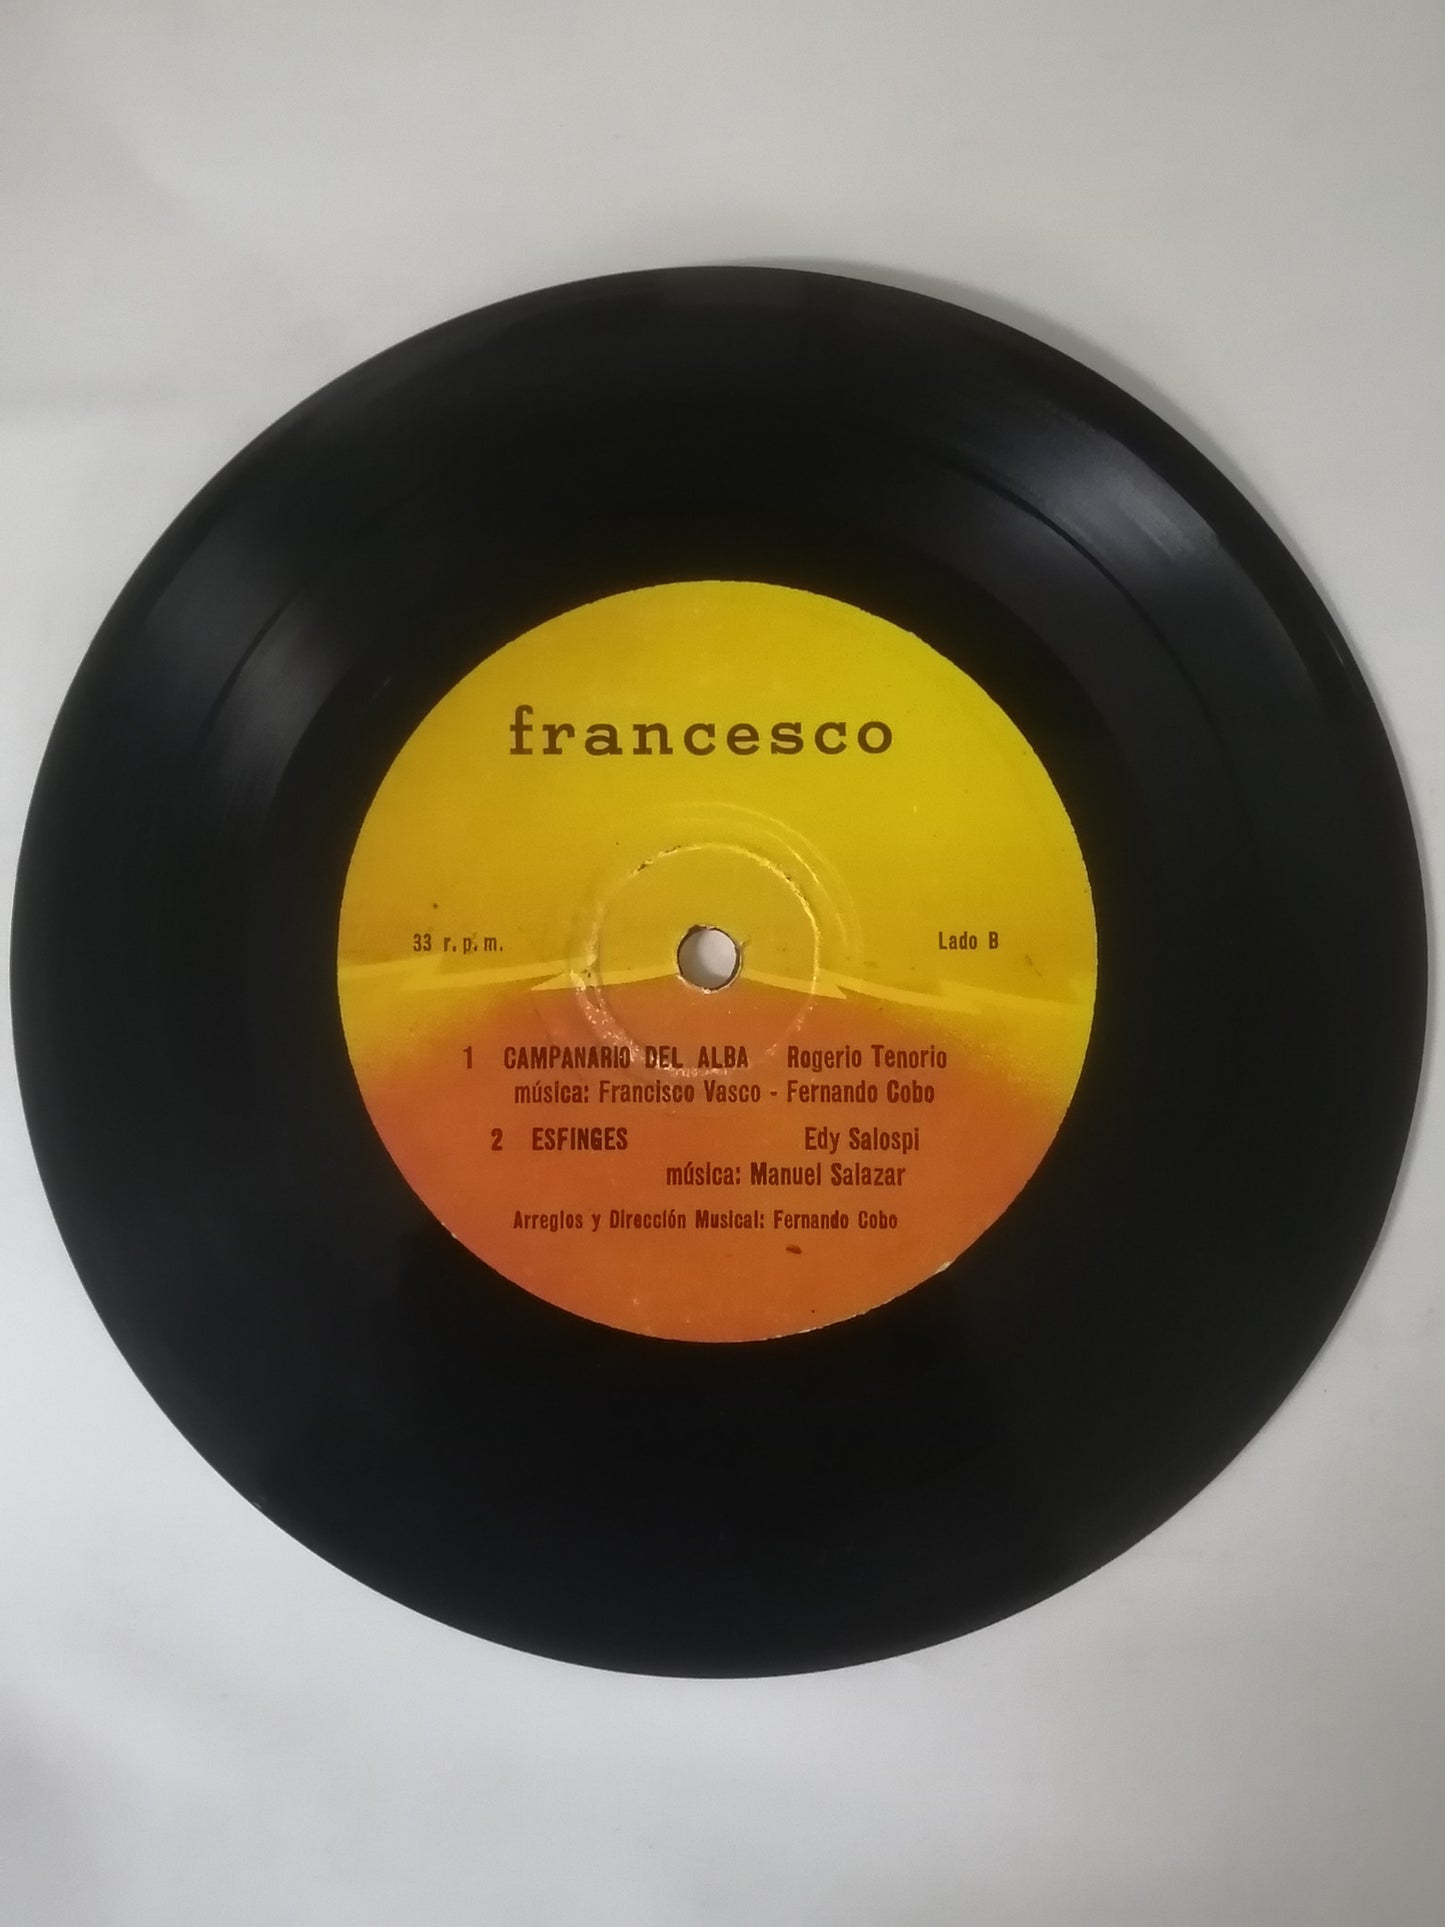 francesco
33 r.p.m. Lado B
1 CAMPANARIO DEL ALBA Rogerio Tenorio
música: Francisco Vasco - Fernando Cobo
2 ESFINGES Edy Salospi
música: Manuel Salazar
Arreglos y Dirección Musical: Fernando Cobo